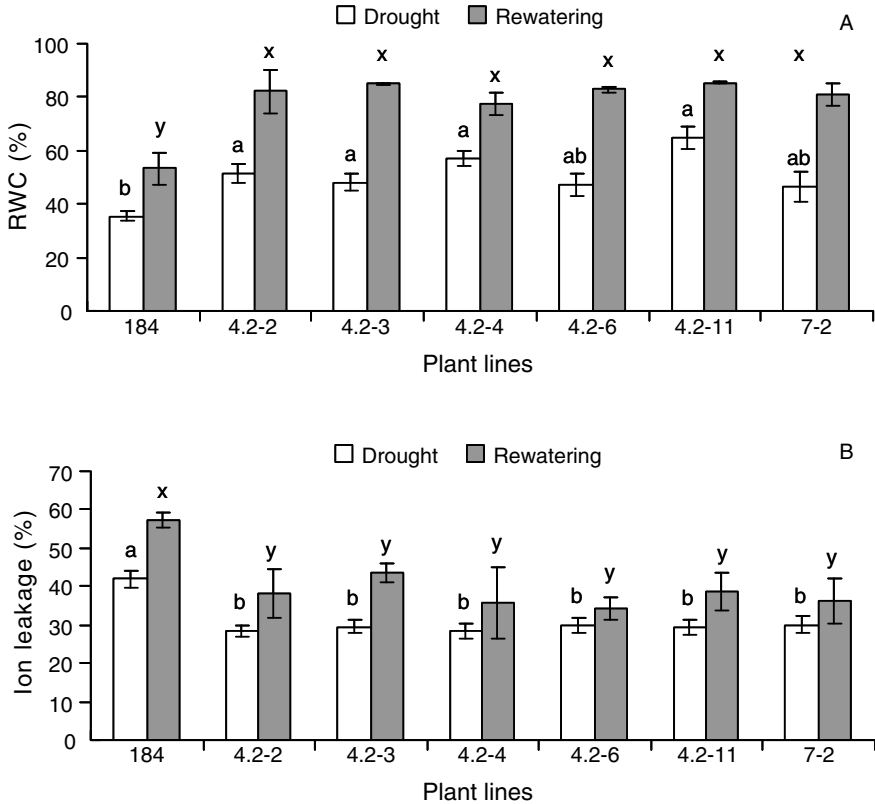 Drought Rewatering A
100
80
60
40
20
0
RWC (%)
b y a x a x a x ab x a x ab x
184 4.2-2 4.2-3 4.2-4 4.2-6 4.2-11 7-2
Plant lines
Drought Rewatering B
70
60
50
40
30
20
10
0
Ion leakage (%)
a x b y b y b y b y b y b y
184 4.2-2 4.2-3 4.2-4 4.2-6 4.2-11 7-2
Plant lines